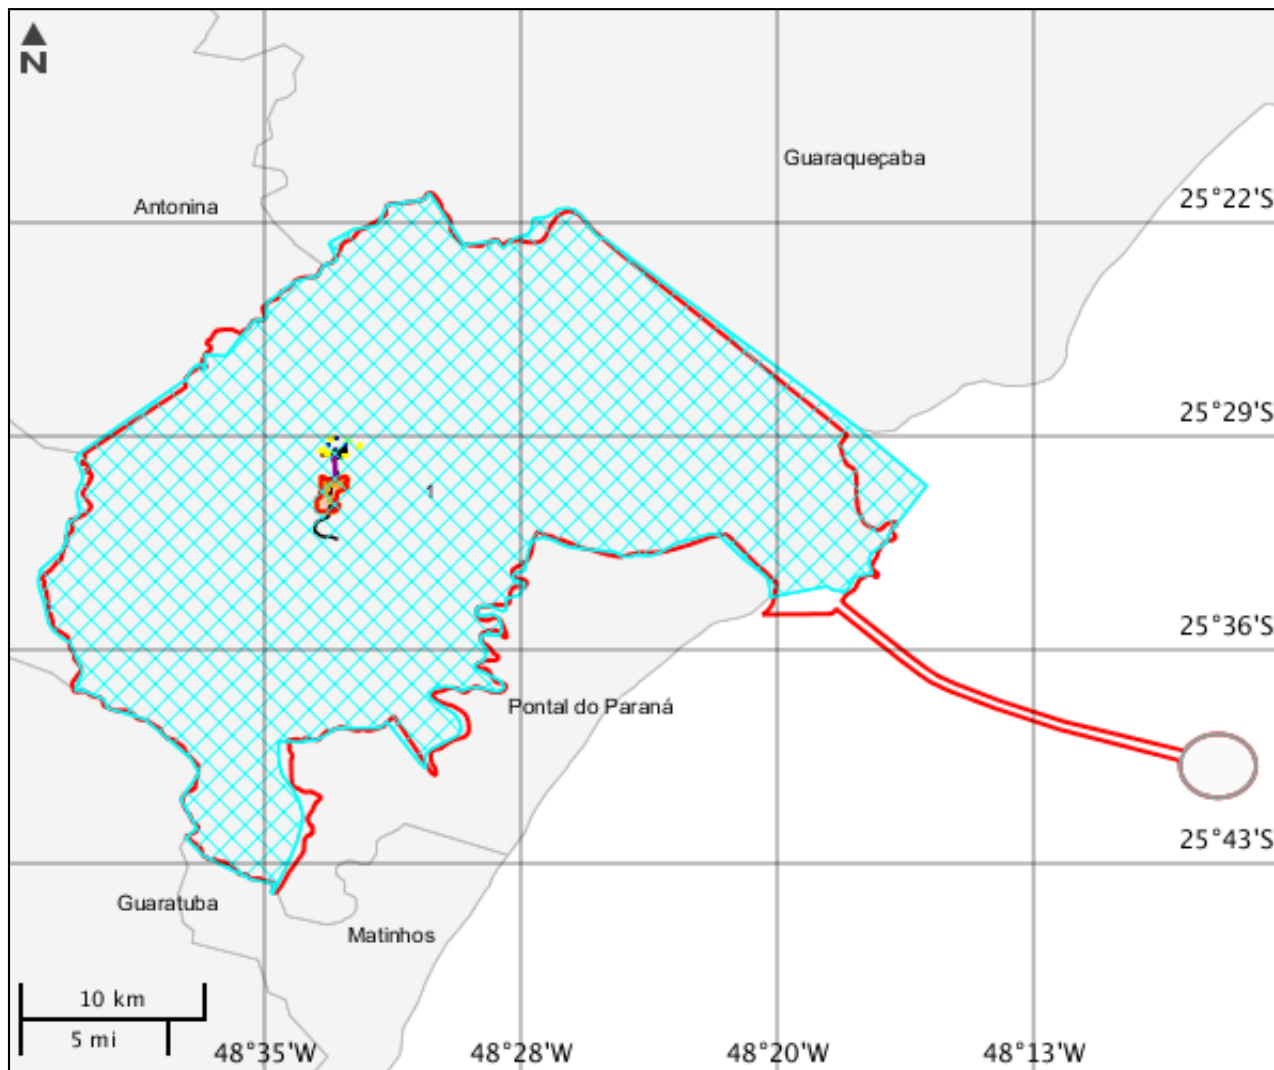 N
Guaraqueçaba
25°22'S
Antonina
25°29'S
1
25°36'S
Pontal do Paraná
25°43'S
Guaratuba
Matinhos
10 km
5 mi
48°35'W
48°28'W
48°20'W
48°13'W